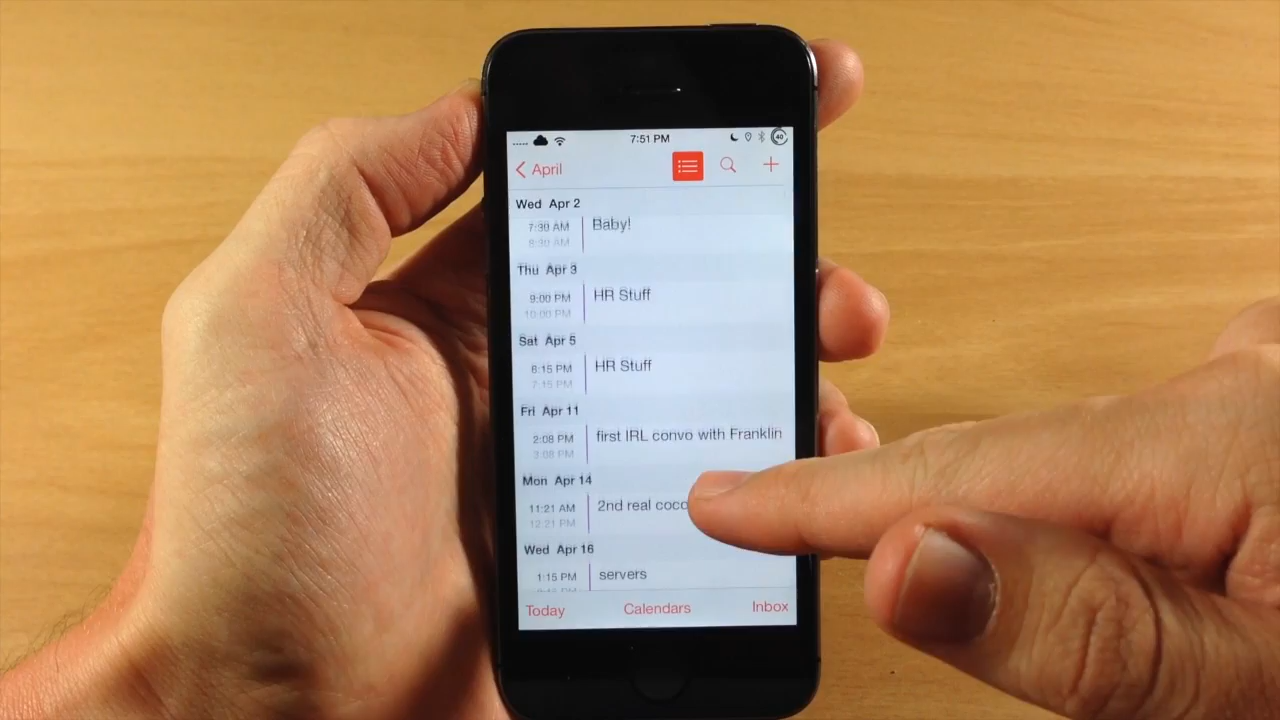 7:51 PM
40
April
Wed Apr 2
7:30 AM Baby!
8:30 AM
Thu Apr 3
9:00 PM HR Stuff
10:00 PM
Sat Apr 5
6:15 PM HR Stuff
7:15 PM
Fri Apr 11
2:08 PM first IRL convo with Franklin
3:08 PM
Mon Apr 14
11:21 AM 2nd real coco
12:21 PM
Wed Apr 16
1:15 PM servers
Today Calendars Inbox